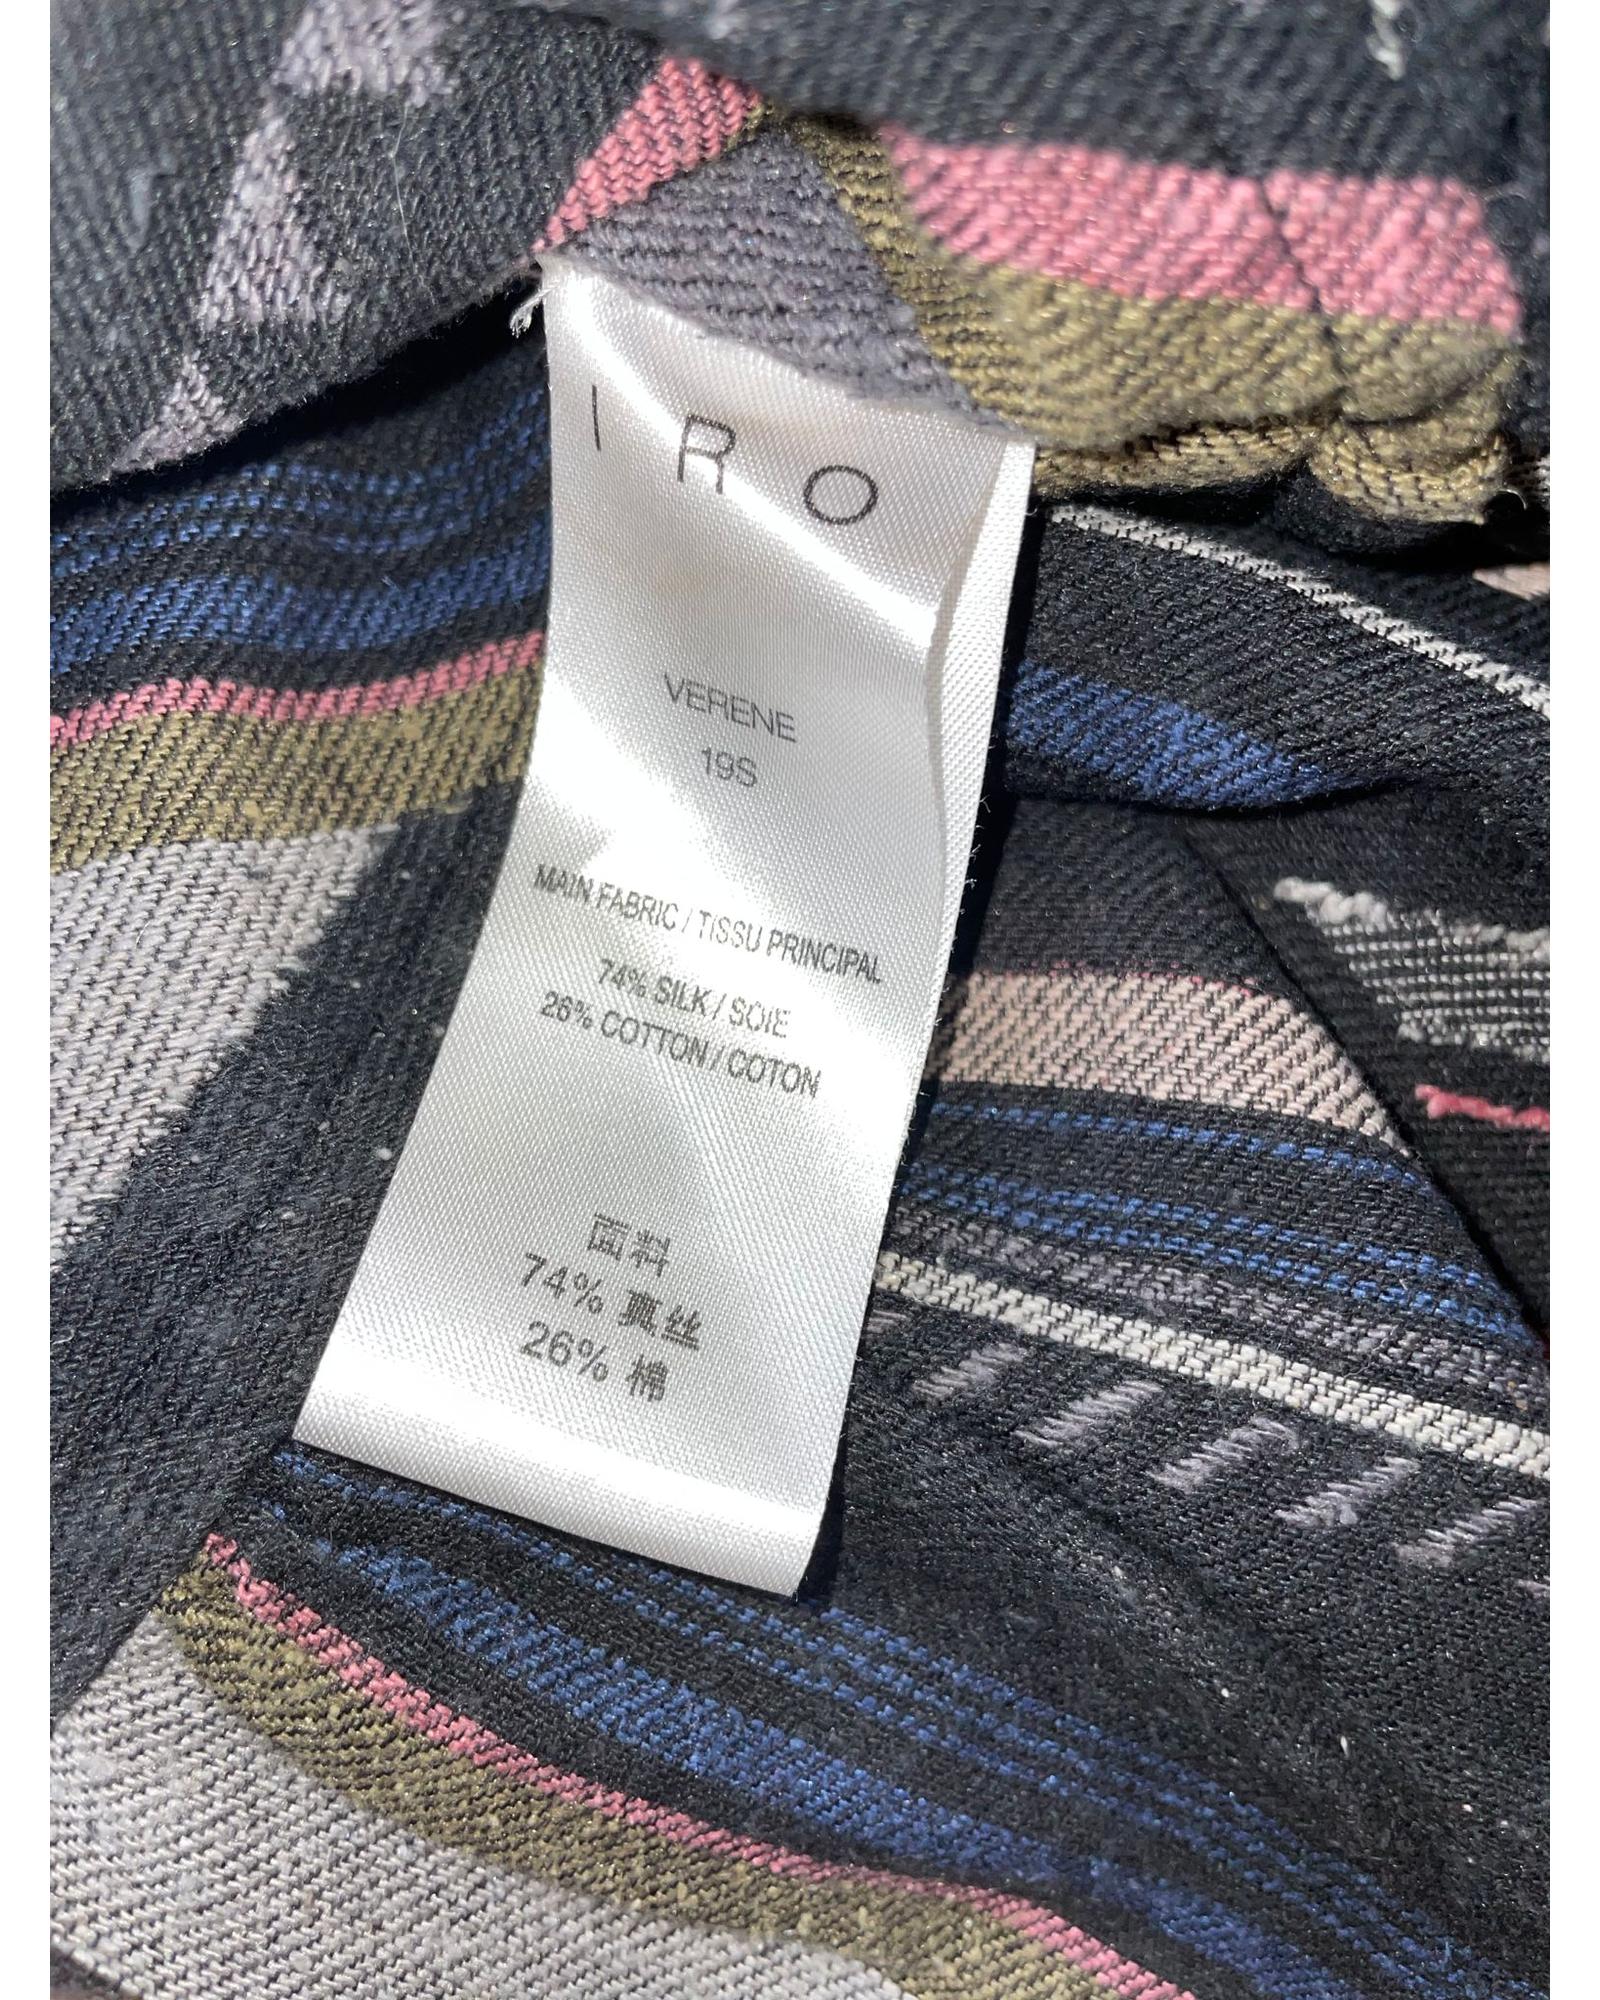 IRO
VERENE
19S
MAIN FABRIC / TISSU PRINCIPAL
74% SILK / SOIE
26% COTTON / COTON
面料
74% 真丝
26% 棉